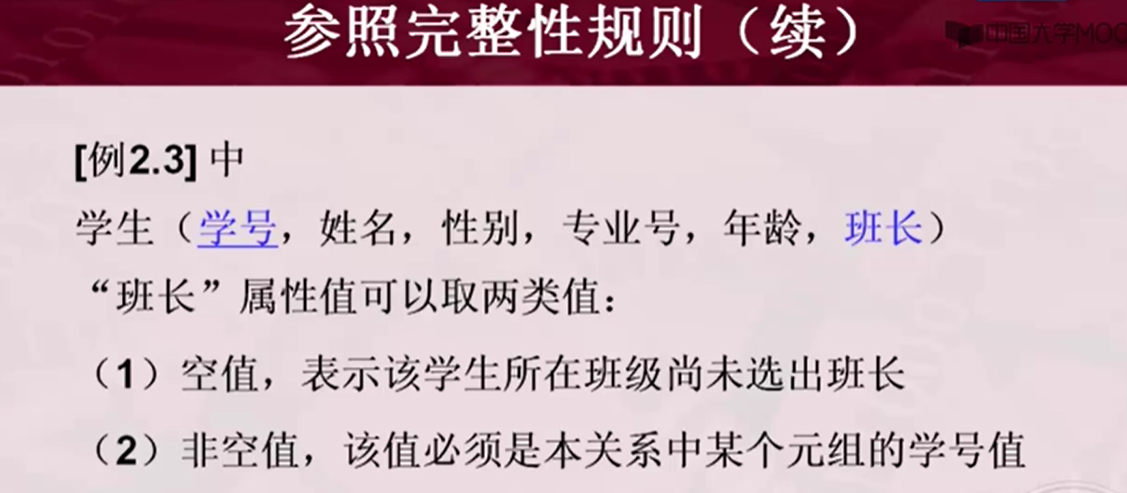 参照完整性规则（续）
中国大学MOO
[例2.3] 中
学生（学号，姓名，性别，专业号，年龄，班长）
“班长”属性值可以取两类值：
（1）空值，表示该学生所在班级尚未选出班长
（2）非空值，该值必须是本关系中某个元组的学号值